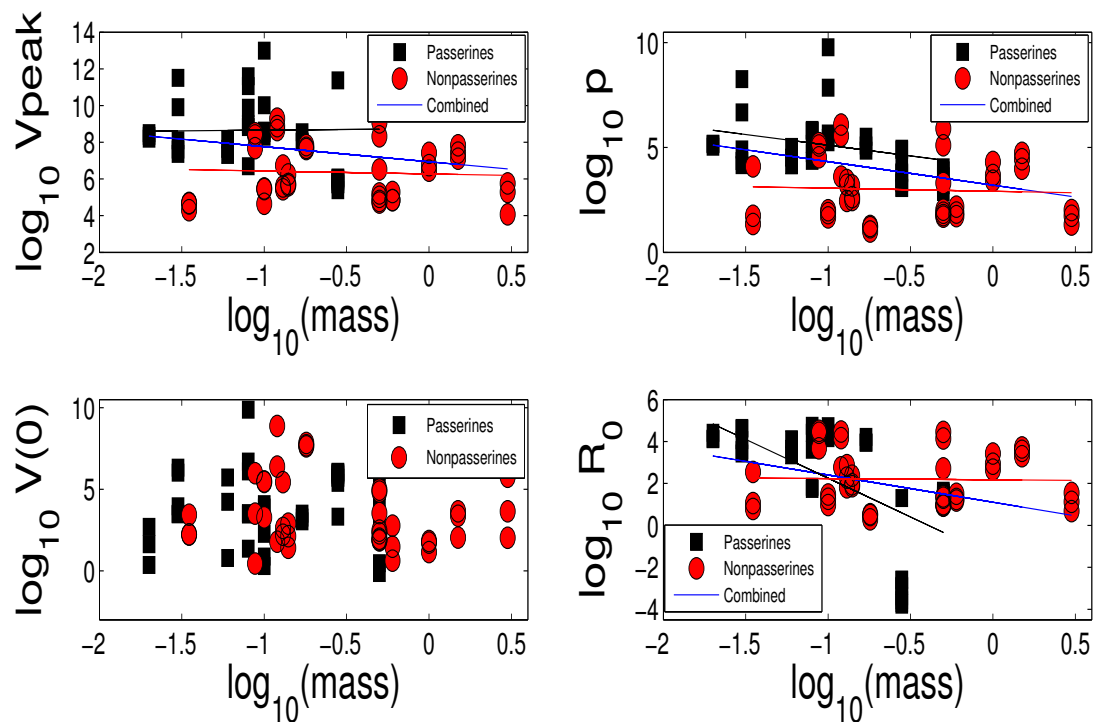 log10 Vpeak
14
12
10
8
6
4
2
−2 −1.5 −1 −0.5 0 0.5
log10(mass)
Passerines
Nonpasserines
Combined
log10 p
10
5
0
−2 −1.5 −1 −0.5 0 0.5
log10(mass)
Passerines
Nonpasserines
Combined
log10 V(0)
10
5
0
−2 −1.5 −1 −0.5 0 0.5
log10(mass)
Passerines
Nonpasserines
log10 R0
6
4
2
0
−2
−4
−2 −1.5 −1 −0.5 0 0.5
log10(mass)
Passerines
Nonpasserines
Combined